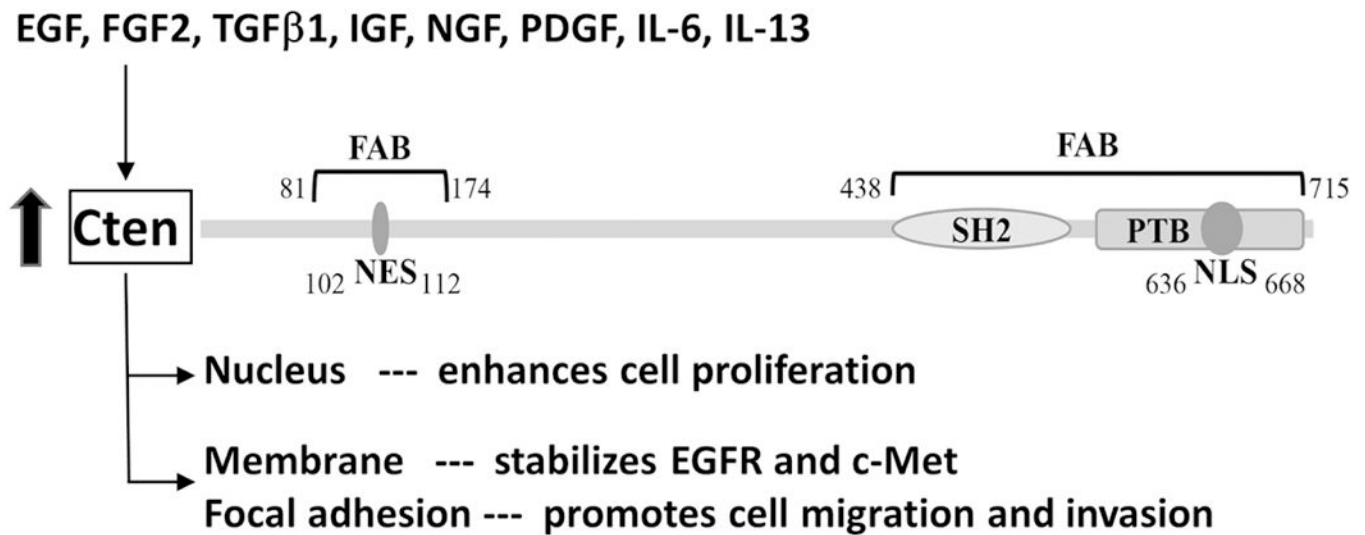 EGF, FGF2, TGFβ1, IGF, NGF, PDGF, IL-6, IL-13
FAB
FAB
81
174
438
715
Cten
SH2
PTB
102 NES 112
636 NLS 668
Nucleus --- enhances cell proliferation
Membrane --- stabilizes EGFR and c-Met
Focal adhesion --- promotes cell migration and invasion